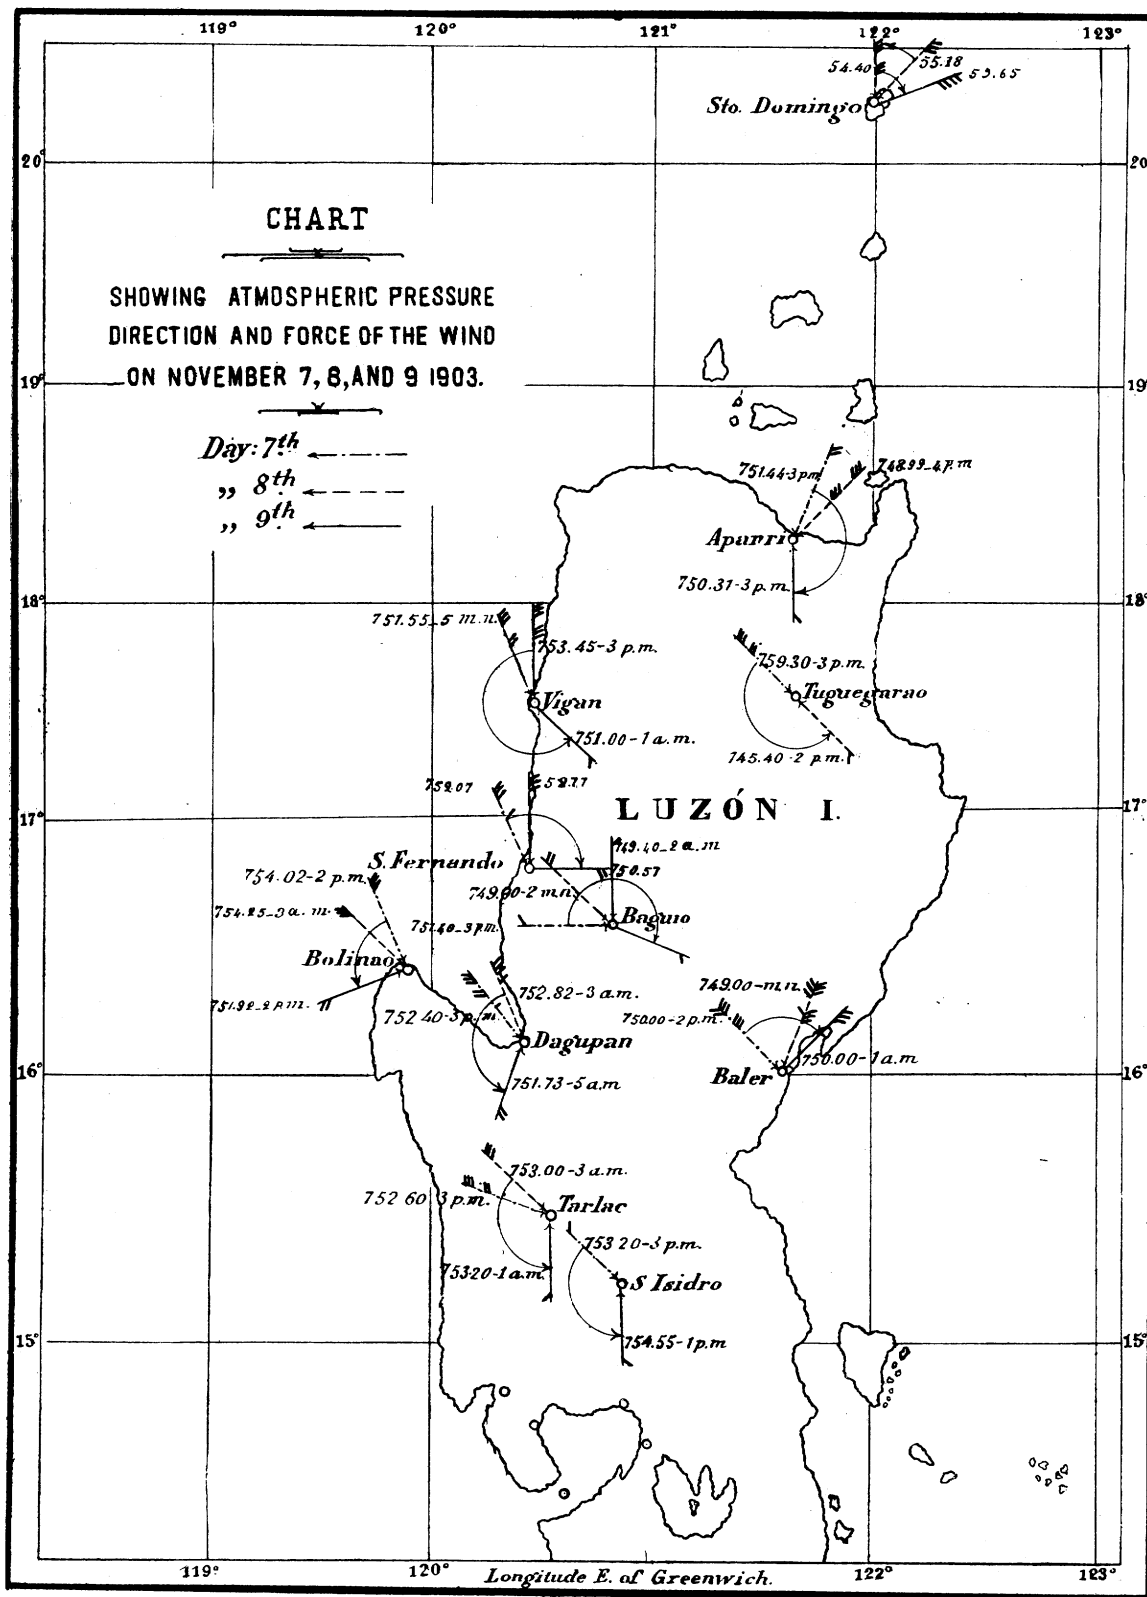 119° 120° 121° 122° 123°
54.40 55.18
53.65
Sto. Domingo
20° 20
CHART
SHOWING ATMOSPHERIC PRESSURE
DIRECTION AND FORCE OF THE WIND
ON NOVEMBER 7, 8, AND 9 1903.
19° 19°
Day: 7th
„ 8th
„ 9th
751.44-3 pm 748.99-4 p.m
Aparri
750.31-3 p.m.
18° 18°
751.55-5 m.n.
753.45-3 p.m.
759.30-3 p.m.
Vigan
Tuguegarao
751.00-1 a.m.
745.40-2 p.m.
752.07
LUZÓN I.
17° 17°
749.40-2 a.m
S. Fernando
750.57
754.02-2 p.m.
754.25-3 a.m.
751.40-3 p.m.
Baguio
Bolinao
752.82-3 a.m.
749.00-m.n.
751.92-2 p.m.
752 40-3 p.m
750.00-2 p.m.
Dagupan
750.00-1 a.m
16° 16°
Baler
751.73-5 a.m
753.00-3 a.m.
752 60 3 p.m.
Tarlac
753 20-3 p.m.
753 20-1 a.m.
S Isidro
15° 15°
754.55-1 p.m
119° 120° 122° 123°
Longitude E. of Greenwich.